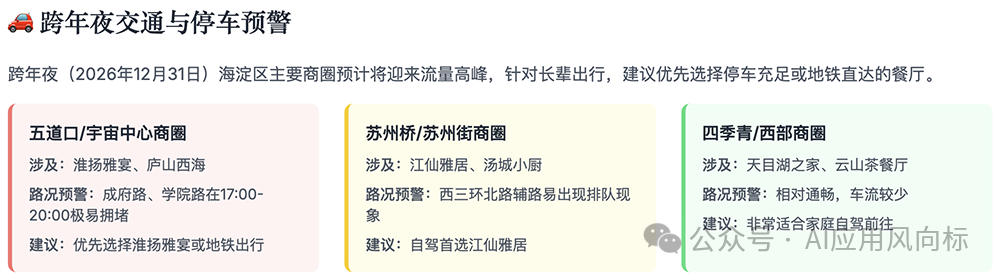 🚗 跨年夜交通与停车预警
跨年夜（2026年12月31日）海淀区主要商圈预计将迎来流量高峰，针对长辈出行，建议优先选择停车充足或地铁直达的餐厅。
五道口/宇宙中心商圈
涉及：淮扬雅宴、庐山西海
路况预警：成府路、学院路在17:00-
20:00极易拥堵
建议：优先选择淮扬雅宴或地铁出行
苏州桥/苏州街商圈
涉及：江仙雅居、汤城小厨
路况预警：西三环北路辅路易出现排队现
象
建议：自驾首选江仙雅居
四季青/西部商圈
涉及：天目湖之家、云山茶餐厅
路况预警：相对通畅，车流较少
建议：非常适合家庭自驾前往
公众号 · AI应用风向标